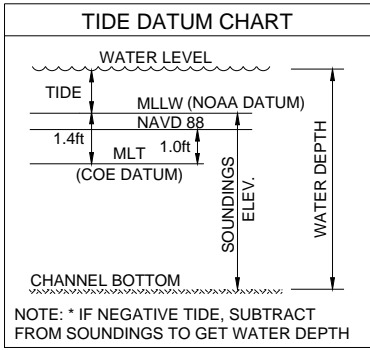 TIDE DATUM CHART
WATER LEVEL
TIDE
MLLW (NOAA DATUM)
NAVD 88
1.4ft
MLT
1.0ft
(COE DATUM)
SOUNDINGS
ELEV.
WATER DEPTH
CHANNEL BOTTOM
NOTE: * IF NEGATIVE TIDE, SUBTRACT
FROM SOUNDINGS TO GET WATER DEPTH